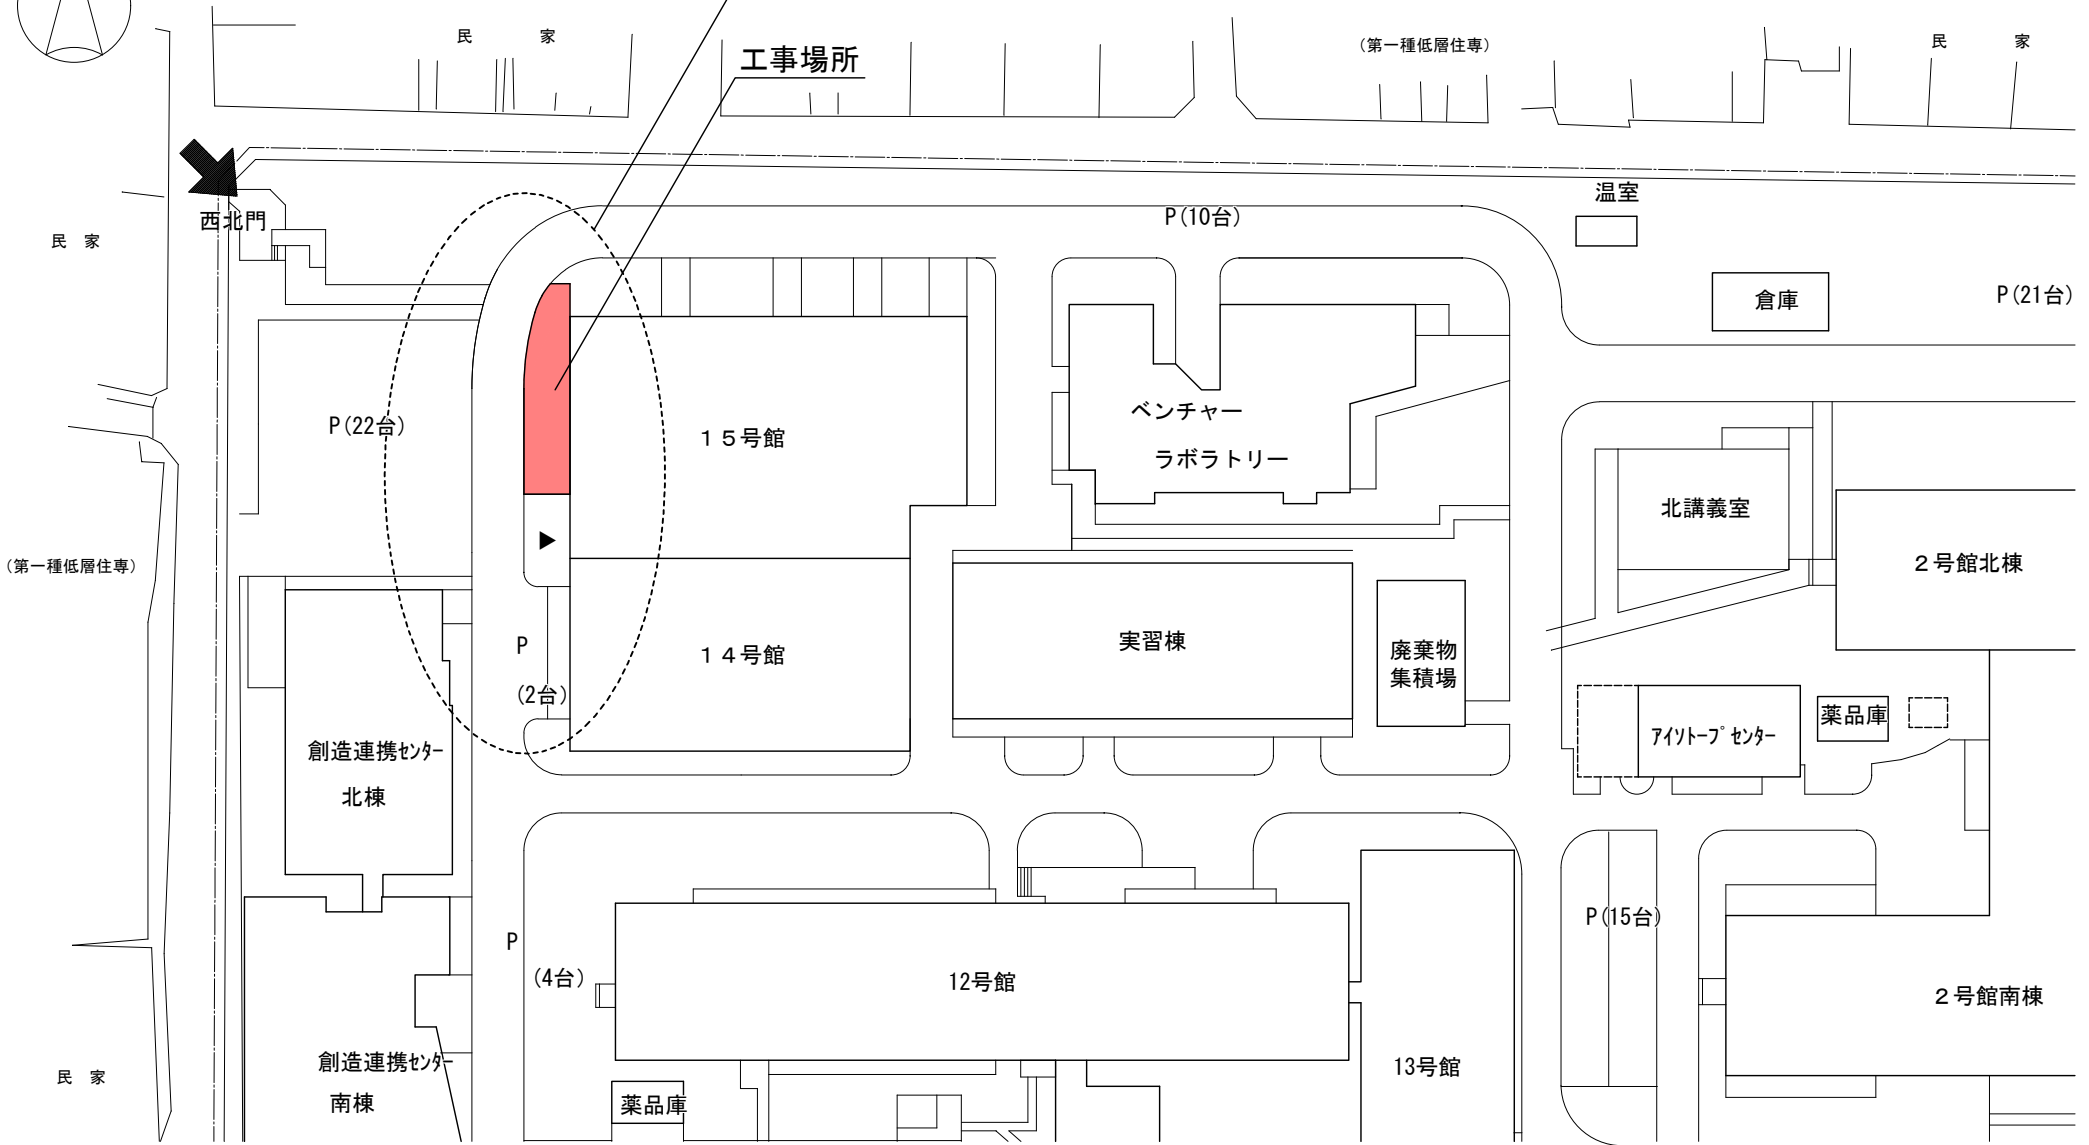 民　家
工事場所
（第一種低層住専）
民　家
西北門
民　家
P(10台)
温室
倉庫
P(21台)
P(22台)
１５号館
ベンチャー
ラボラトリー
北講義室
２号館北棟
（第一種低層住専）
P
(2台)
１４号館
実習棟
廃棄物
集積場
創造連携ｾﾝﾀｰ
北棟
ｱｲｿﾄｰﾌﾟｾﾝﾀｰ
薬品庫
P
(4台)
12号館
P(15台)
２号館南棟
創造連携ｾﾝﾀｰ
南棟
13号館
民　家
薬品庫